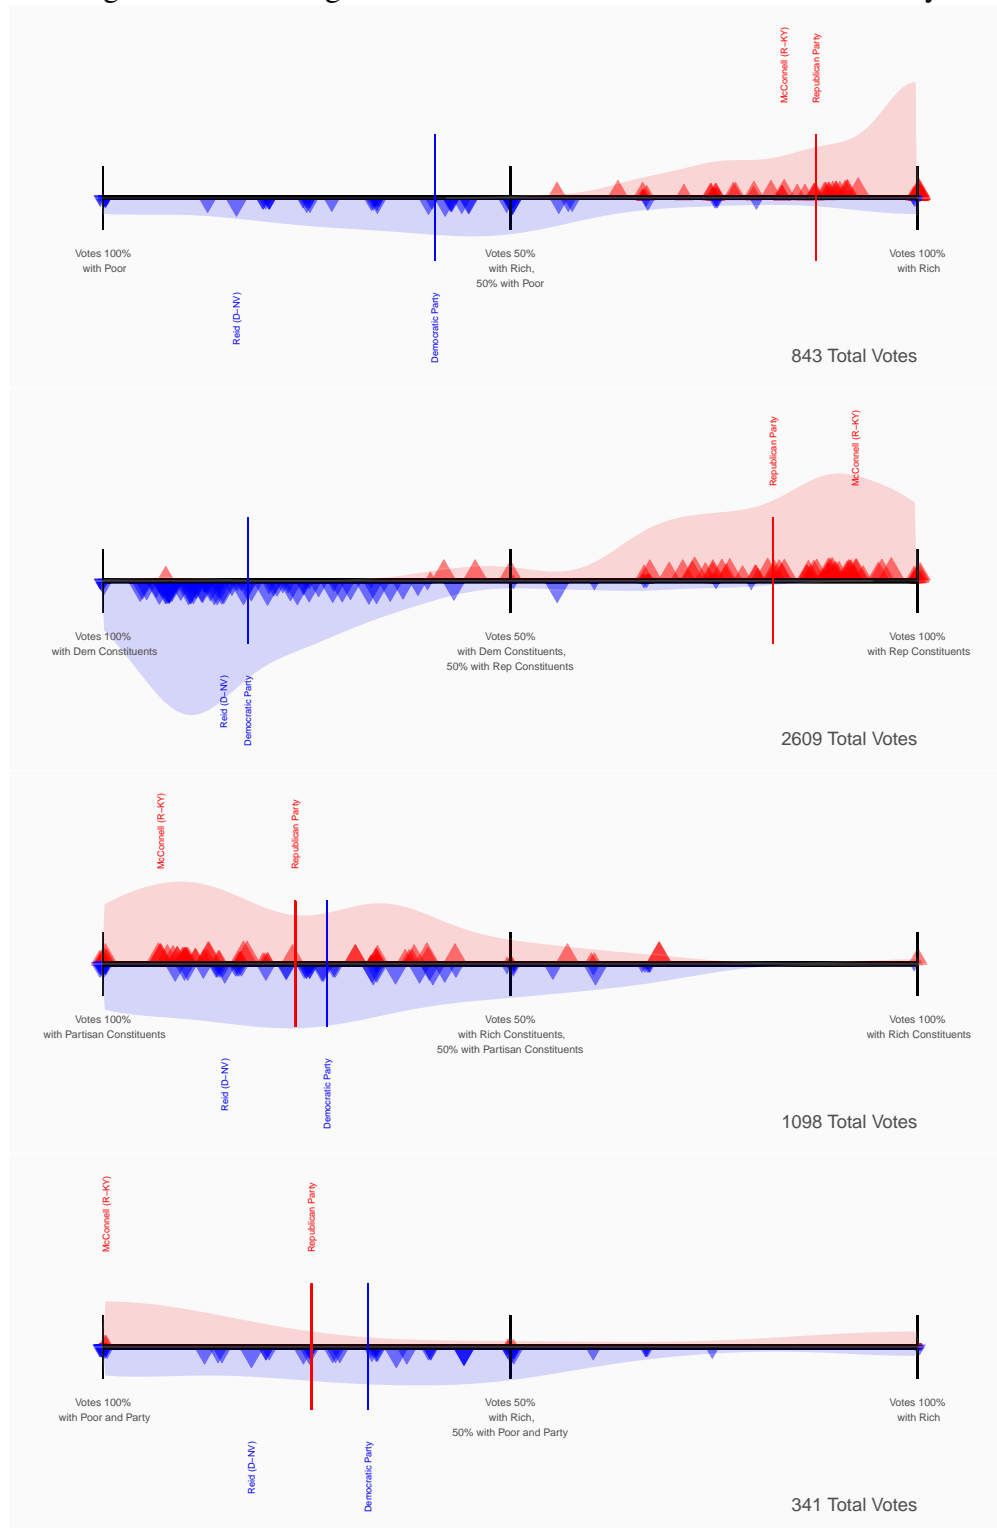 McConnell (R−KY)
Republican Party
Votes 100%
with Poor
Votes 50%
with Rich,
50% with Poor
Votes 100%
with Rich
Reid (D−NV)
Democratic Party
843 Total Votes
Republican Party
McConnell (R−KY)
Votes 100%
with Dem Constituents
Votes 50%
with Dem Constituents,
50% with Rep Constituents
Votes 100%
with Rep Constituents
Reid (D−NV)
Democratic Party
2609 Total Votes
McConnell (R−KY)
Republican Party
Votes 100%
with Partisan Constituents
Votes 50%
with Rich Constituents,
50% with Partisan Constituents
Votes 100%
with Rich Constituents
Reid (D−NV)
Democratic Party
1098 Total Votes
McConnell (R−KY)
Republican Party
Votes 100%
with Poor and Party
Votes 50%
with Rich,
50% with Poor and Party
Votes 100%
with Rich
Reid (D−NV)
Democratic Party
341 Total Votes